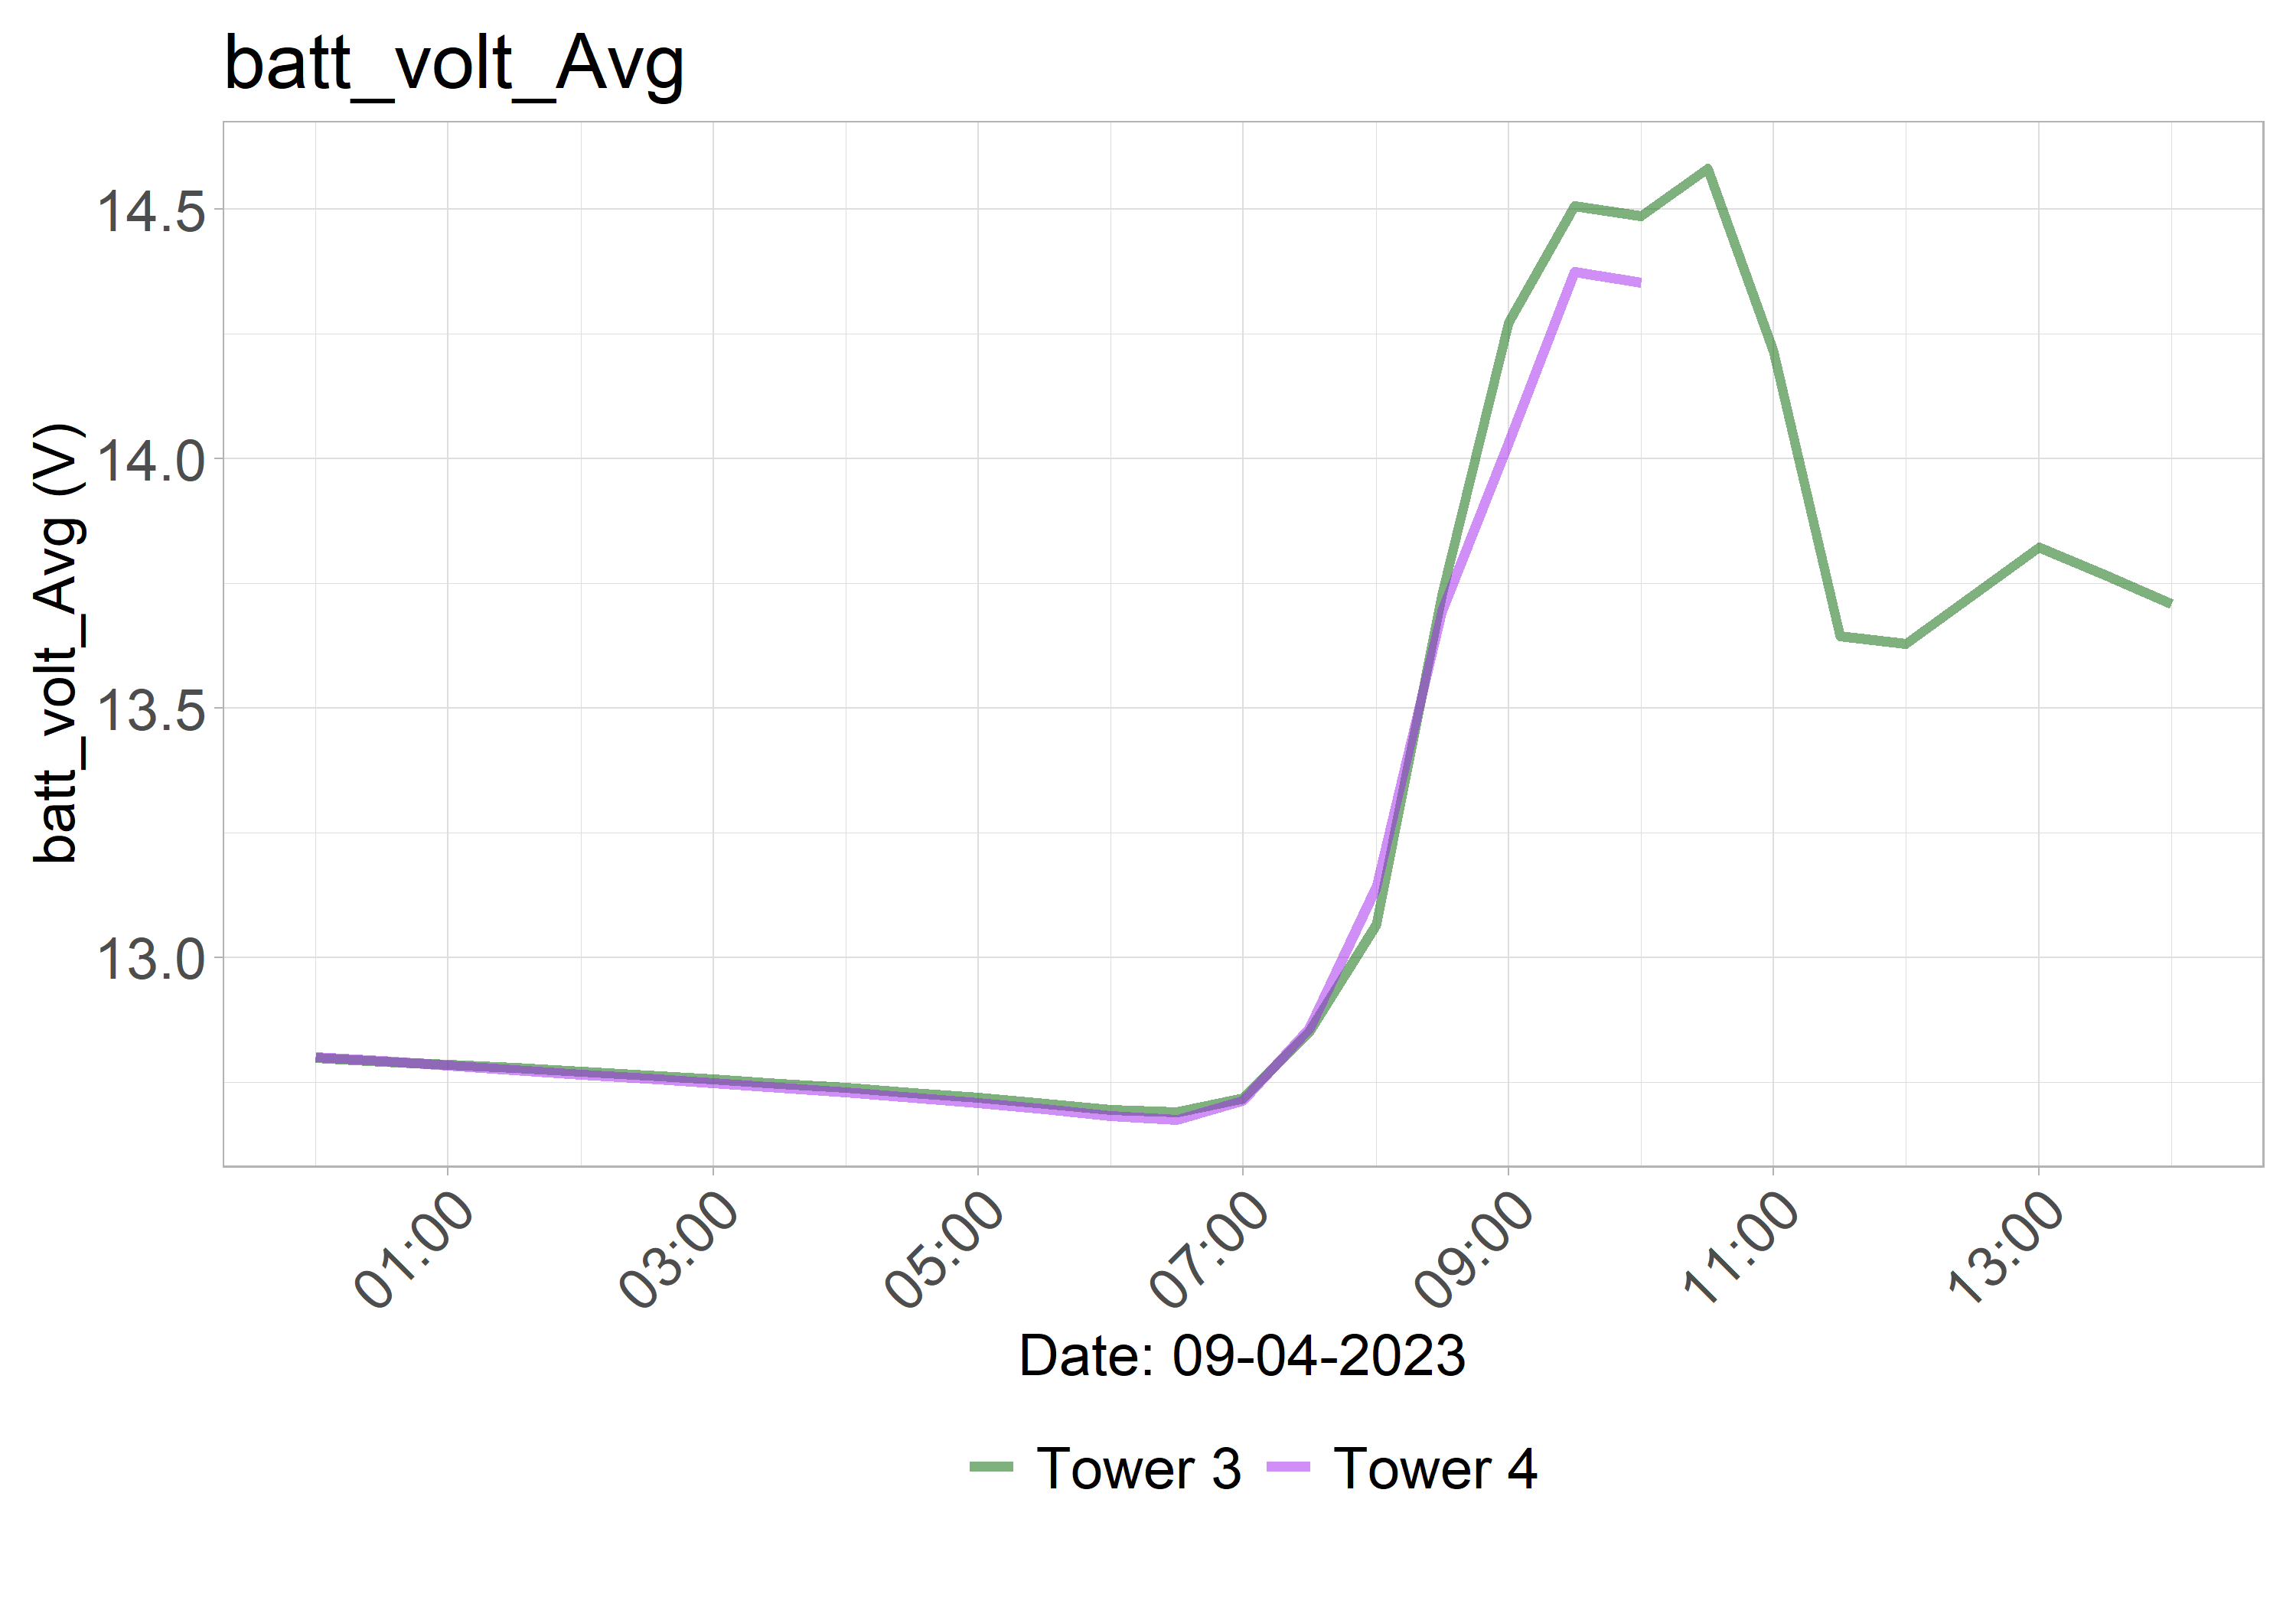 batt_volt_Avg
batt_volt_Avg (V)
14.5
14.0
13.5
13.0
01:00
03:00
05:00
07:00
09:00
11:00
13:00
Date: 09-04-2023
Tower 3
Tower 4